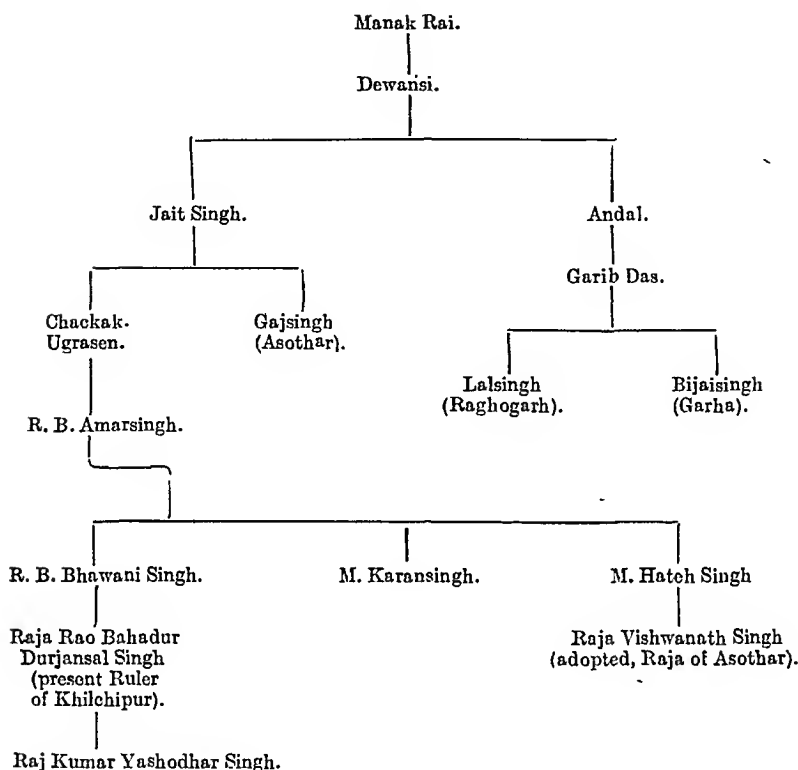 Manak Rai.
Dewansi.
Jait Singh.
Andal.
Garib Das.
Chackak.
Ugrasen.
Gajsingh
(Asothar).
Lalsingh
(Raghogarh).
Bijaisingh
(Garha).
R. B. Amarsingh.
R. B. Bhawani Singh.
M. Karansingh.
M. Hateh Singh
Raja Rao Bahadur
Durjansal Singh
(present Ruler
of Khilchipur).
Raja Vishwanath Singh
(adopted, Raja of Asothar).
Raj Kumar Yashodhar Singh.